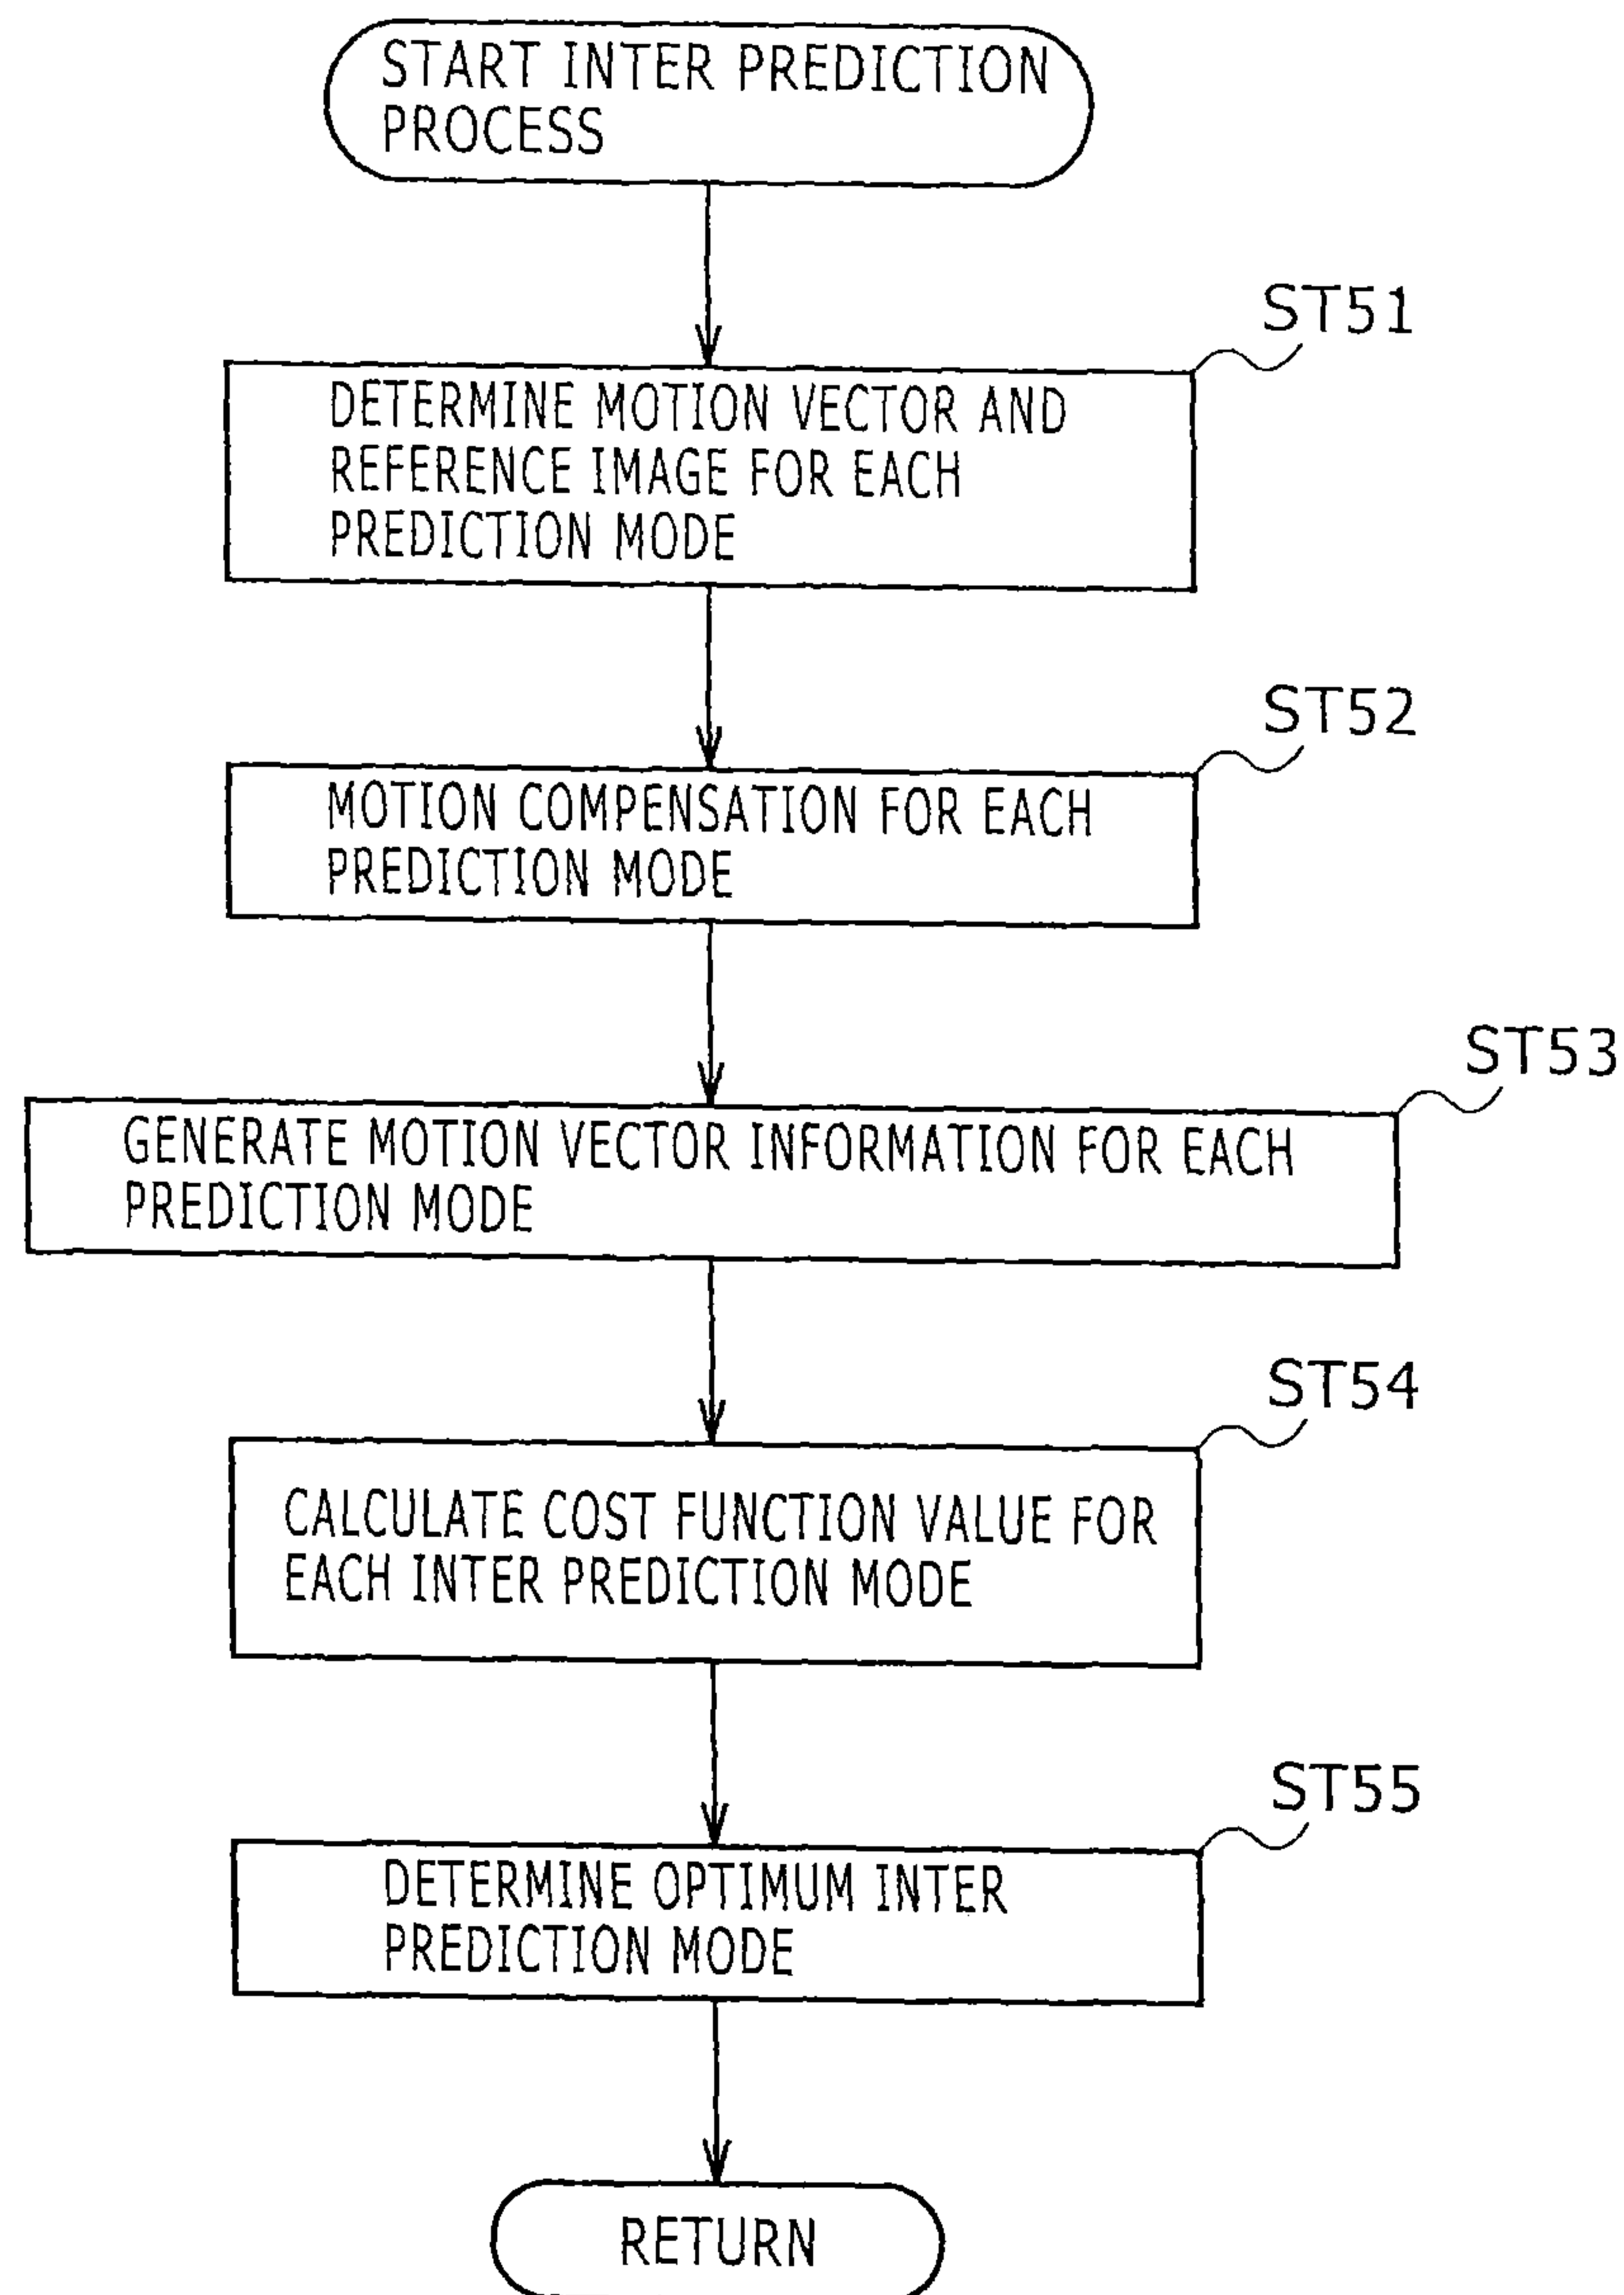 START INTER PREDICTION
PROCESS
ST51
DETERMINE MOTION VECTOR AND
REFERENCE IMAGE FOR EACH
PREDICTION MODE
ST52
MOTION COMPENSATION FOR EACH
PREDICTION MODE
ST53
GENERATE MOTION VECTOR INFORMATION FOR EACH
PREDICTION MODE
ST54
CALCULATE COST FUNCTION VALUE FOR
EACH INTER PREDICTION MODE
ST55
DETERMINE OPTIMUM INTER
PREDICTION MODE
RETURN